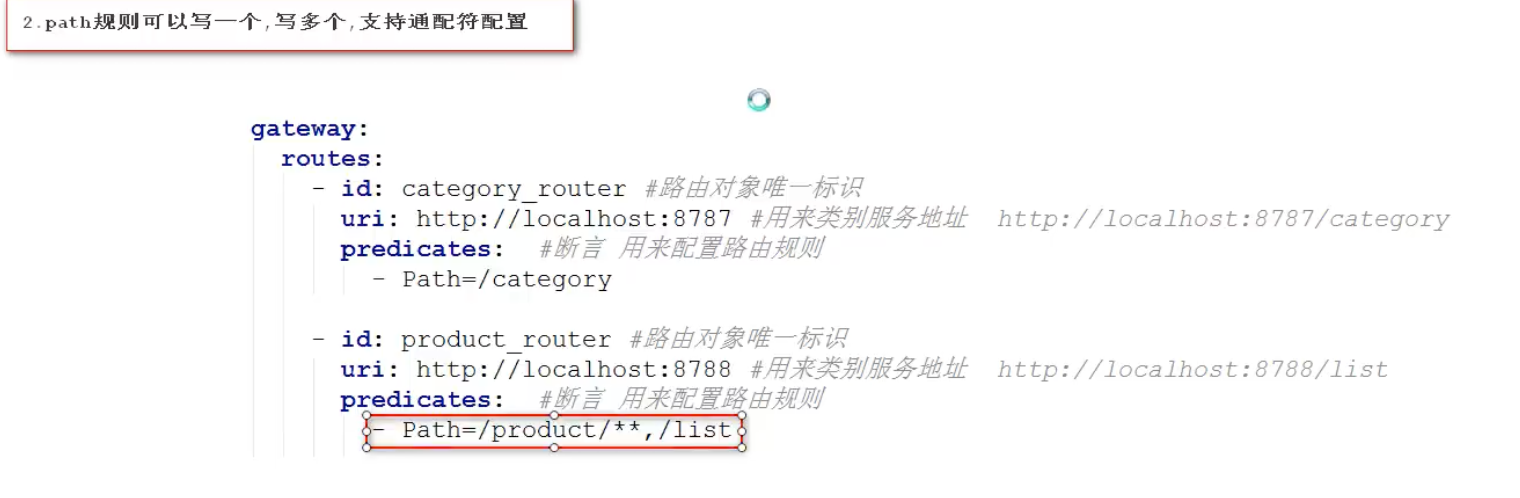 2.path规则可以写一个,写多个,支持通配符配置
gateway:
routes:
- id: category_router #路由对象唯一标识
uri: http://localhost:8787 #用来类别服务地址 http://localhost:8787/category
predicates: #断言 用来配置路由规则
- Path=/category
- id: product_router #路由对象唯一标识
uri: http://localhost:8788 #用来类别服务地址 http://localhost:8788/list
predicates: #断言 用来配置路由规则
- Path=/product/**,/list